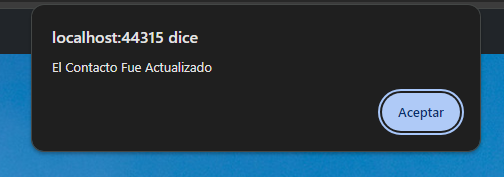 localhost:44315 dice
El Contacto Fue Actualizado
Aceptar